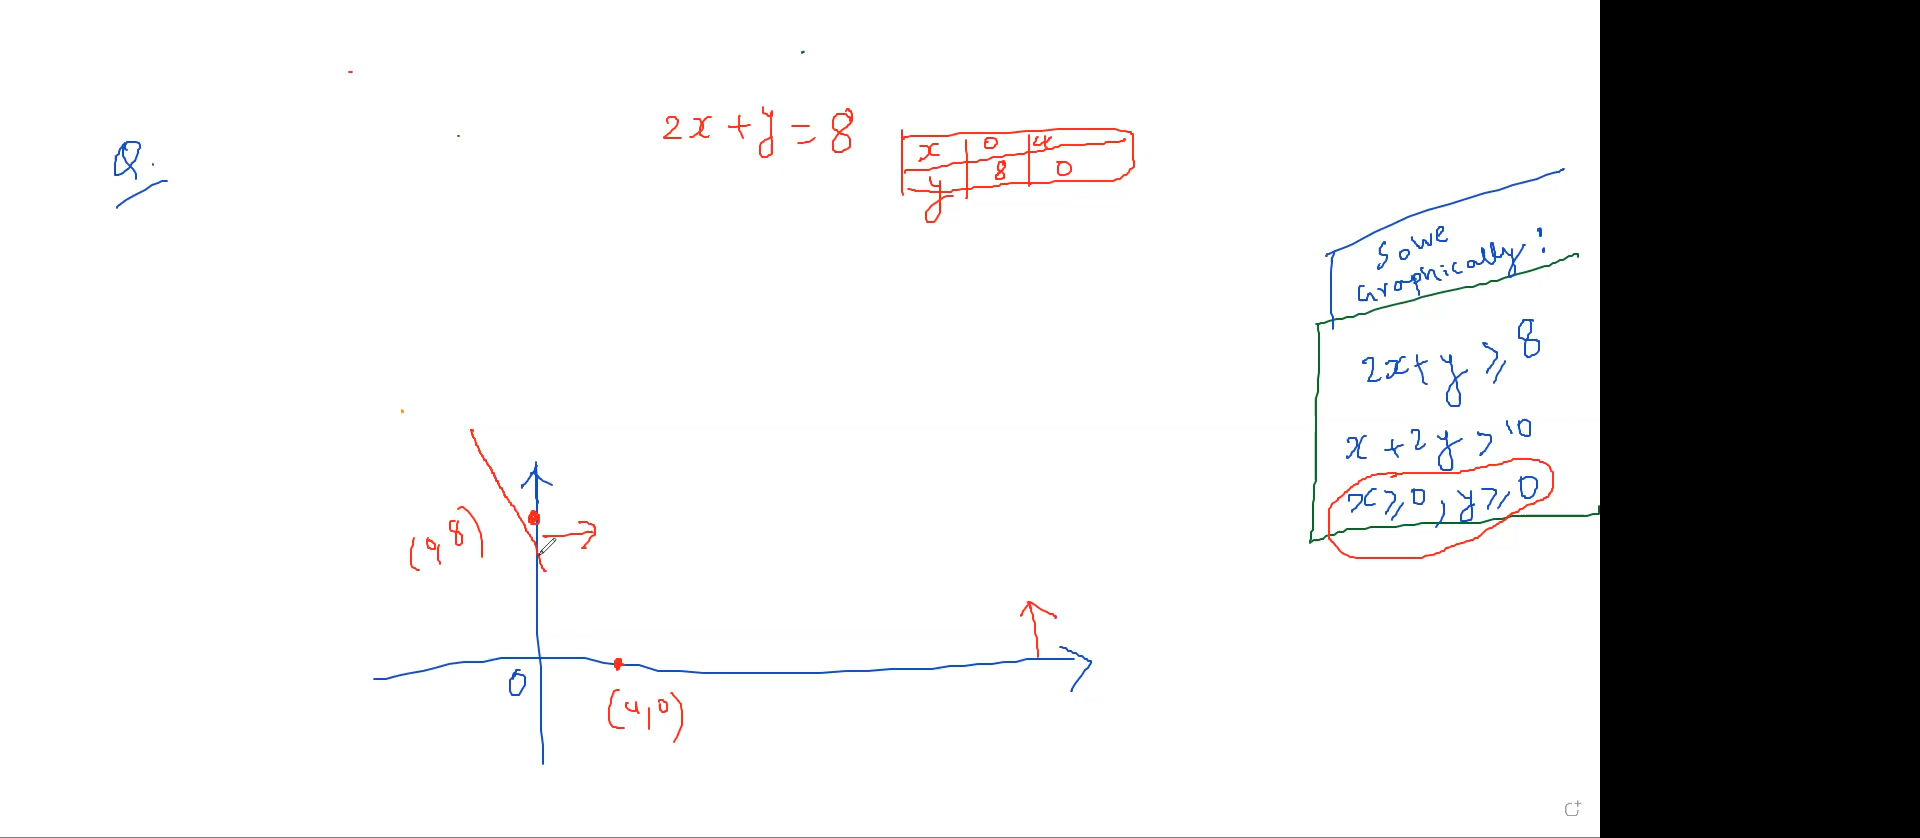 2x + y = 8
x 0 4
y 8 0
Q.
Solve
Graphically:
2x + y ⩾ 8
x + 2y > 10
x ⩾ 0, y ⩾ 0
(0,8)
0
(4,0)